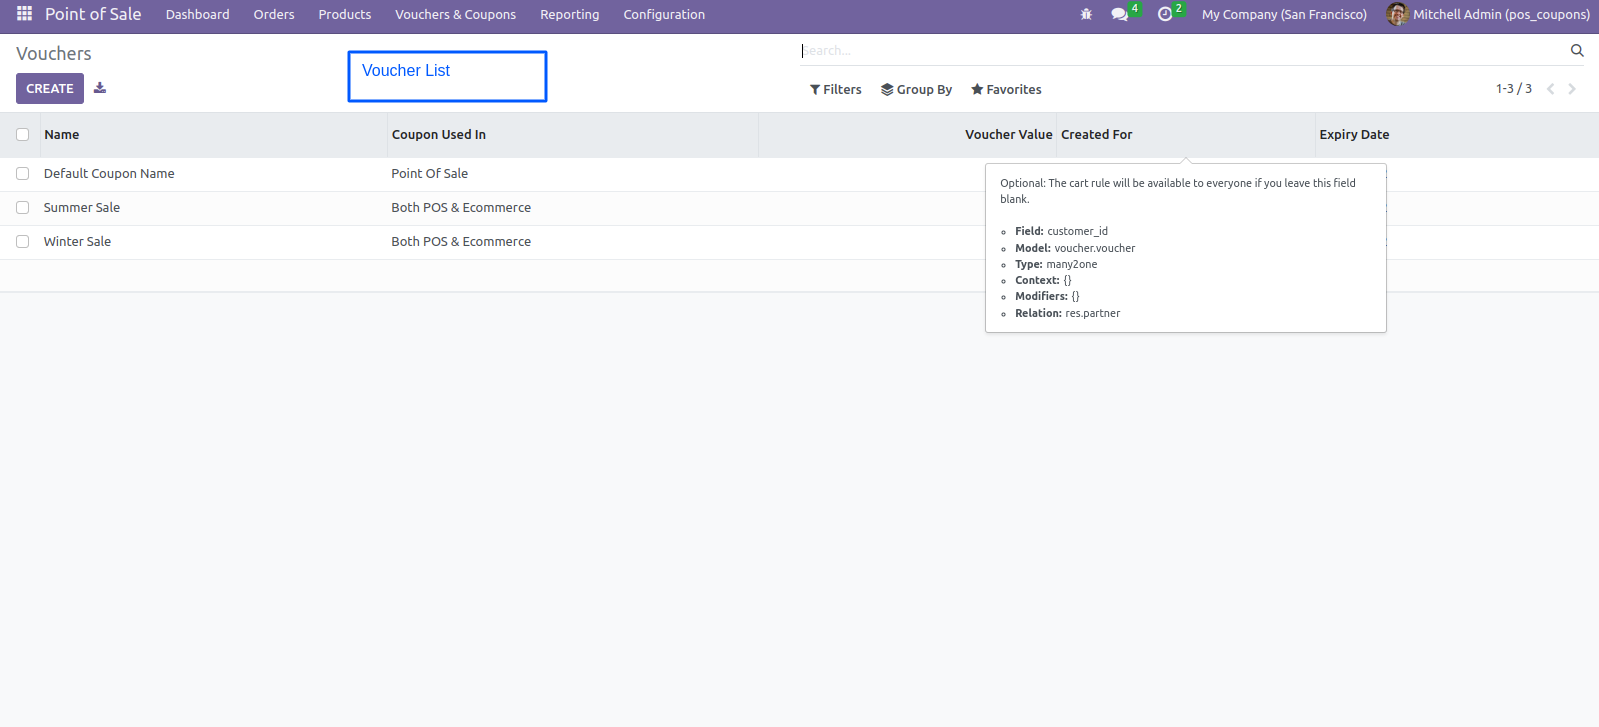 Point of Sale Dashboard Orders Products Vouchers & Coupons Reporting Configuration 4 2 My Company (San Francisco) Mitchell Admin (pos_coupons)
Vouchers
Voucher List
Search...
CREATE
Filters Group By Favorites 1-3 / 3
Name Coupon Used In Voucher Value Created For Expiry Date
Default Coupon Name Point Of Sale
Summer Sale Both POS & Ecommerce
Winter Sale Both POS & Ecommerce
Optional: The cart rule will be available to everyone if you leave this field
blank.
Field: customer_id
Model: voucher.voucher
Type: many2one
Context: {}
Modifiers: {}
Relation: res.partner